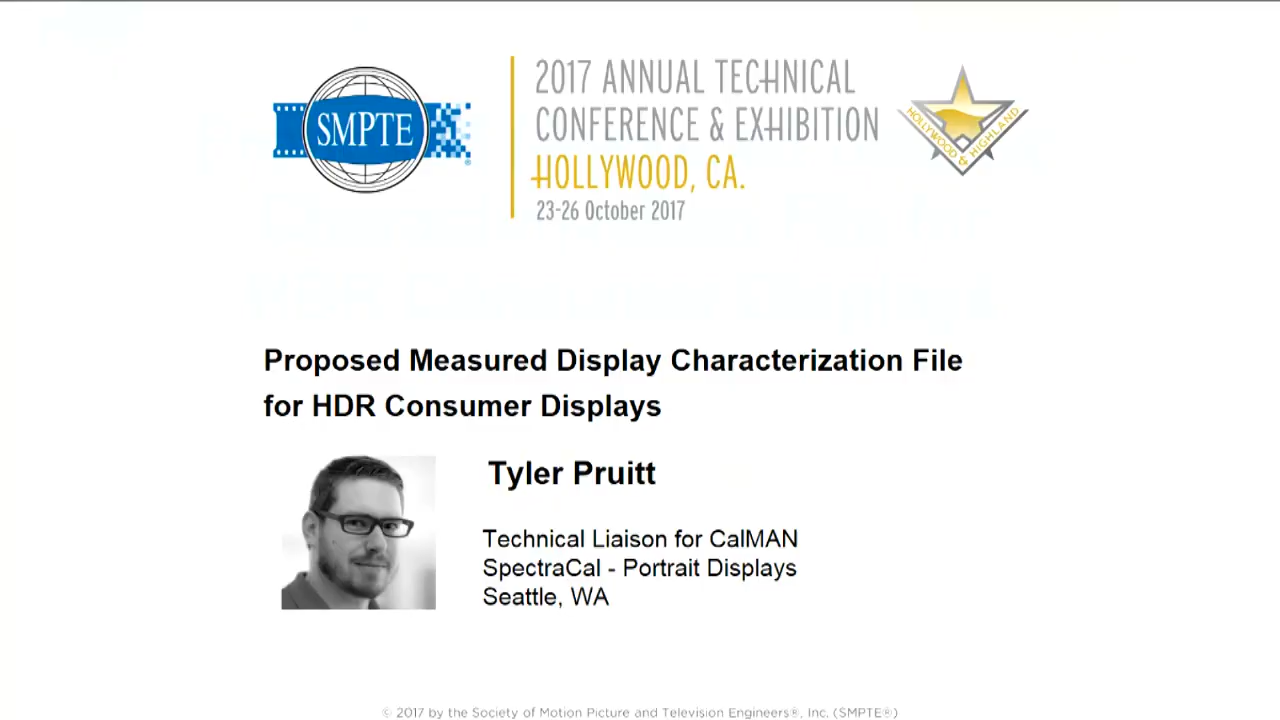 SMPTE
2017 ANNUAL TECHNICAL
CONFERENCE & EXHIBITION
HOLLYWOOD, CA.
23-26 October 2017
HOLLYWOOD & HIGHLAND
Proposed Measured Display Characterization File
for HDR Consumer Displays
Tyler Pruitt
Technical Liaison for CalMAN
SpectraCal - Portrait Displays
Seattle, WA
© 2017 by the Society of Motion Picture and Television Engineers®, Inc. (SMPTE®)